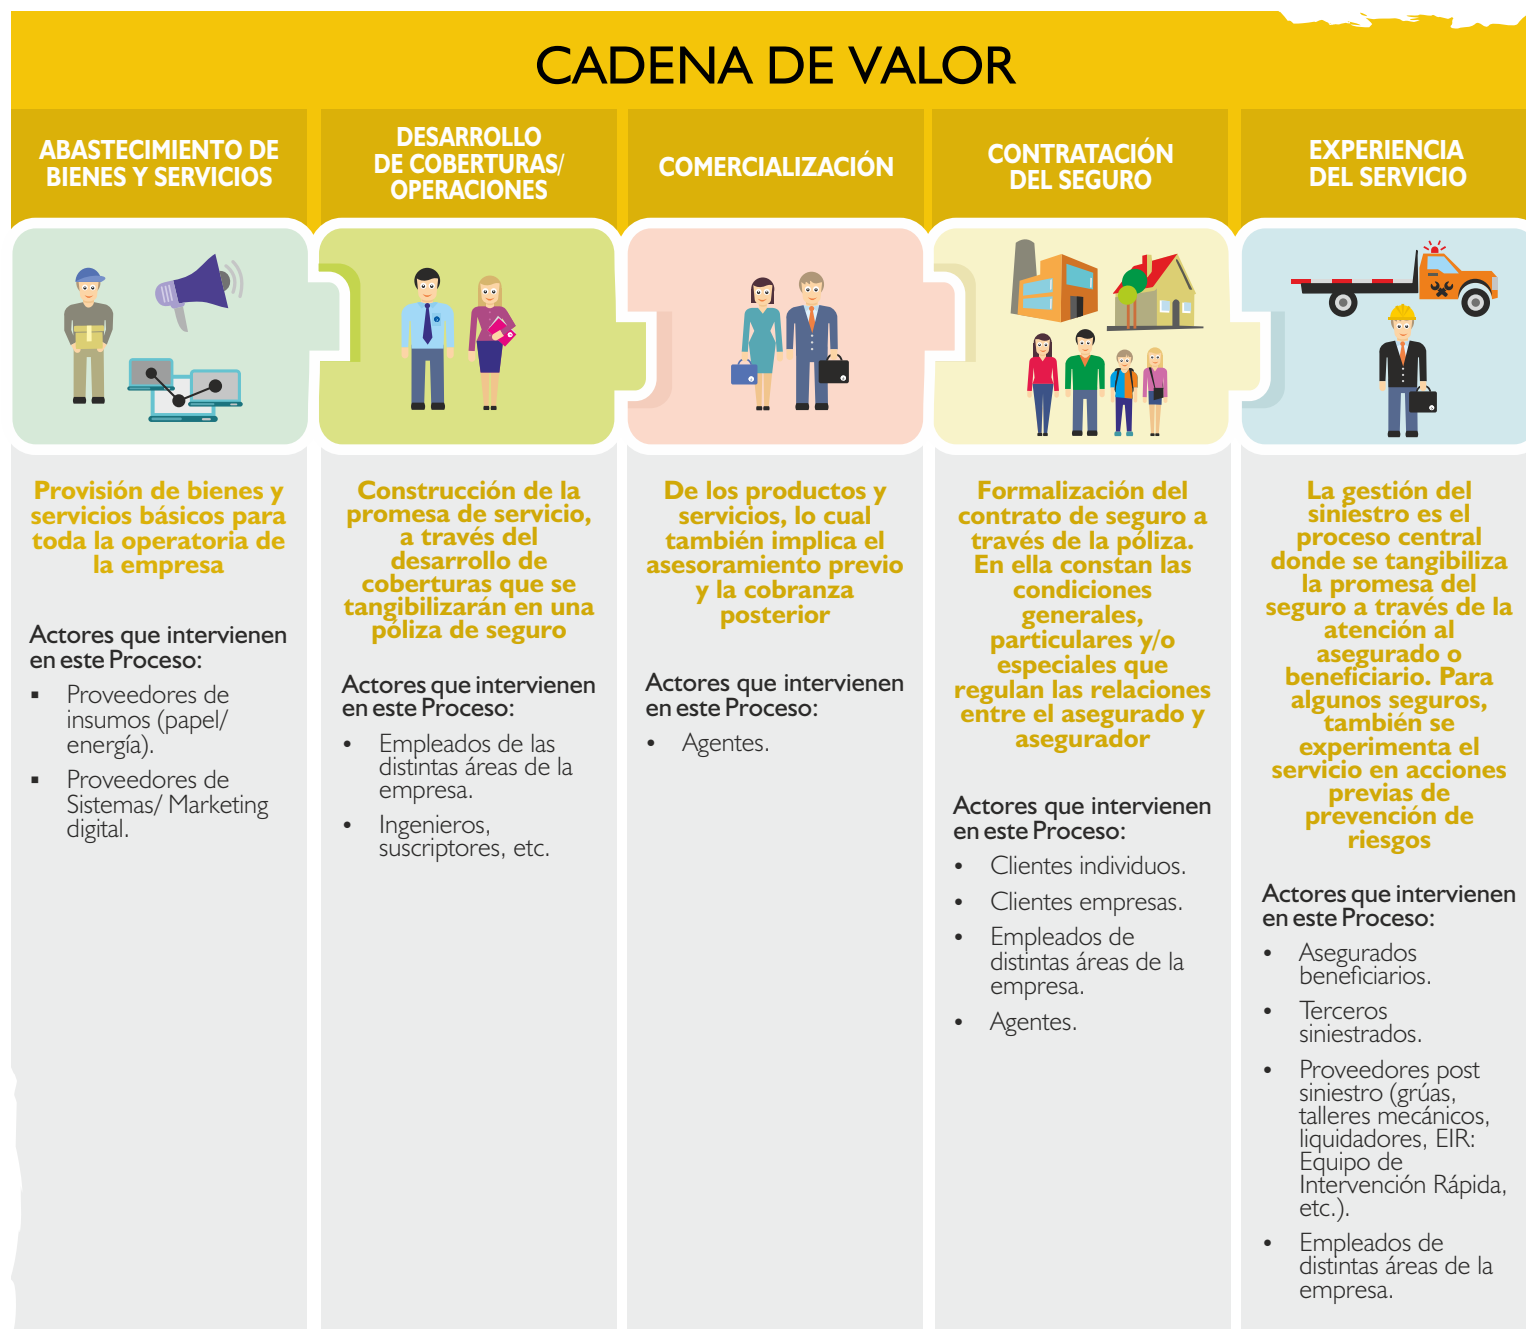 CADENA DE VALOR
ABASTECIMIENTO DE
BIENES Y SERVICIOS
Provisión de bienes y
servicios básicos para
toda la operatoria de
la empresa
Actores que intervienen
en este Proceso:
▪ Proveedores de
insumos (papel/
energía).
▪ Proveedores de
Sistemas/ Marketing
digital.
DESARROLLO
DE COBERTURAS/
OPERACIONES
Construcción de la
promesa de servicio,
a través del
desarrollo de
coberturas que se
tangibilizarán en una
póliza de seguro
Actores que intervienen
en este Proceso:
• Empleados de las
distintas áreas de la
empresa.
• Ingenieros,
suscriptores, etc.
COMERCIALIZACIÓN
De los productos y
servicios, lo cual
también implica el
asesoramiento previo
y la cobranza
posterior
Actores que intervienen
en este Proceso:
• Agentes.
CONTRATACIÓN
DEL SEGURO
Formalización del
contrato de seguro a
través de la póliza.
En ella constan las
condiciones
generales,
particulares y/o
especiales que
regulan las relaciones
entre el asegurado y
asegurador
Actores que intervienen
en este Proceso:
• Clientes individuos.
• Clientes empresas.
• Empleados de
distintas áreas de la
empresa.
• Agentes.
EXPERIENCIA
DEL SERVICIO
La gestión del
siniestro es el
proceso central
donde se tangibiliza
la promesa del
seguro a través de la
atención al
asegurado o
beneficiario. Para
algunos seguros,
también se
experimenta el
servicio en acciones
previas de
prevención de
riesgos
Actores que intervienen
en este Proceso:
• Asegurados
beneficiarios.
• Terceros
siniestrados.
• Proveedores post
siniestro (grúas,
talleres mecánicos,
liquidadores, EIR:
Equipo de
Intervención Rápida,
etc.).
• Empleados de
distintas áreas de la
empresa.